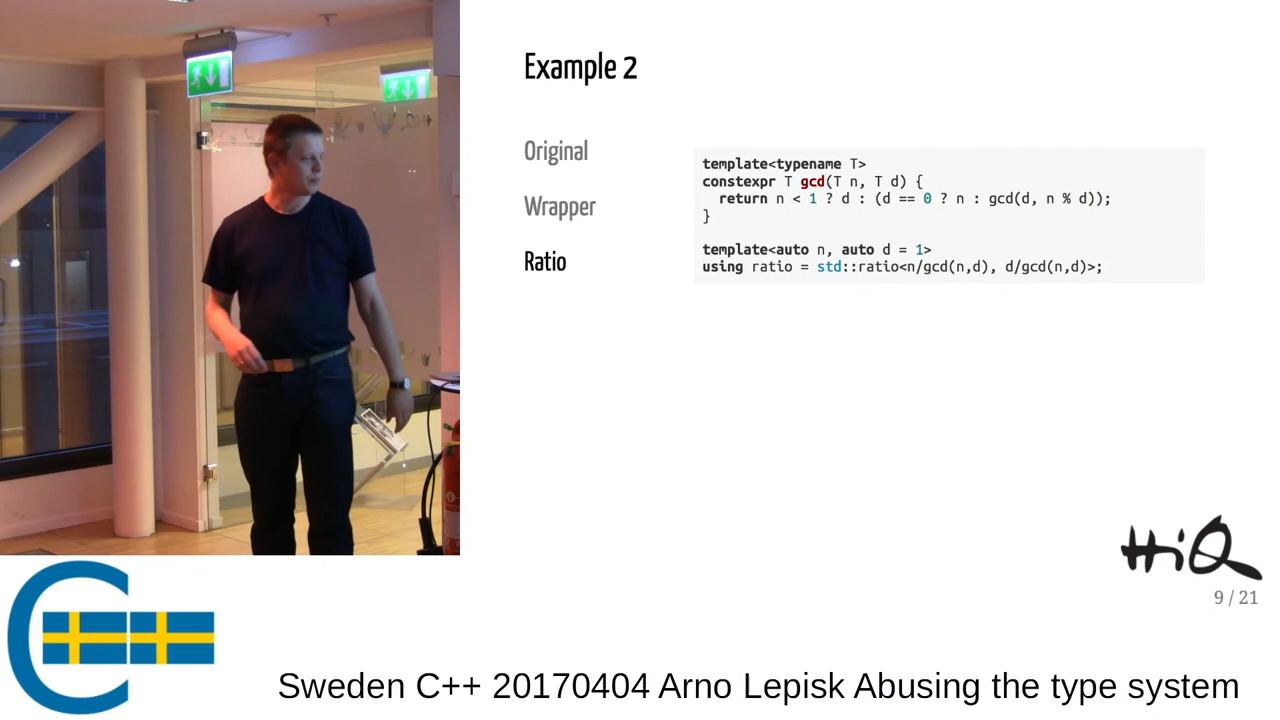 Example 2
Original
Wrapper
Ratio
template<typename T>
constexpr T gcd(T n, T d) {
  return n < 1 ? d : (d == 0 ? n : gcd(d, n % d));
}
template<auto n, auto d = 1>
using ratio = std::ratio<n/gcd(n,d), d/gcd(n,d)>;
HiQ
9 / 21
C++
Sweden C++ 20170404 Arno Lepisk Abusing the type system